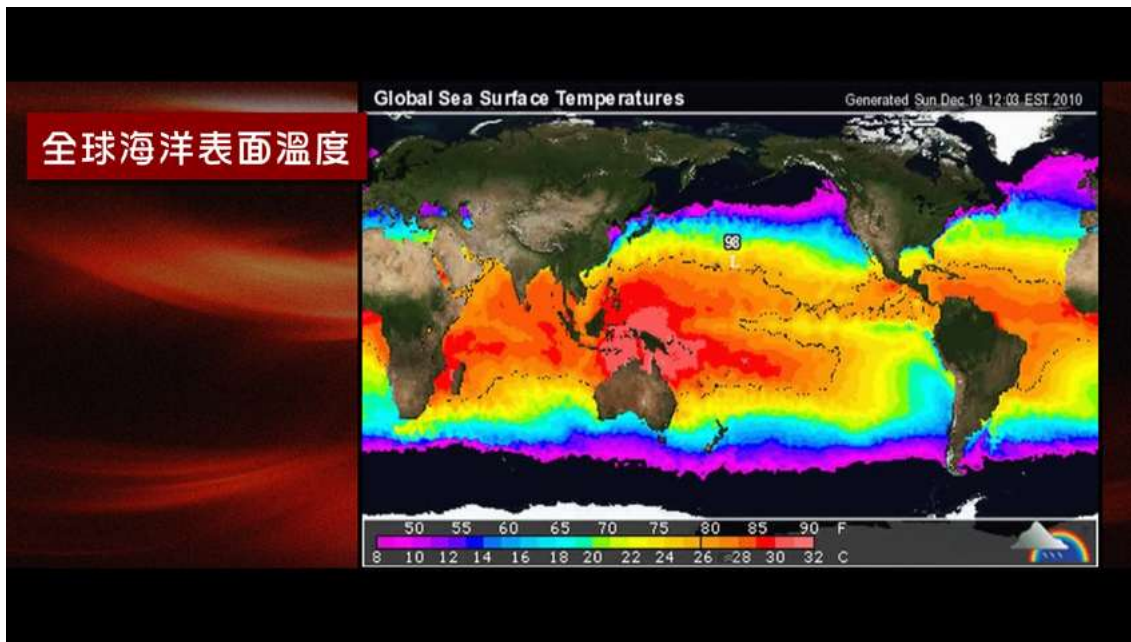 Global Sea Surface Temperatures
Generated Sun Dec 19 12:03 EST 2010
全球海洋表面溫度
98
L
50 55 60 65 70 75 80 85 90 F
8 10 12 14 16 18 20 22 24 26 28 30 32 C